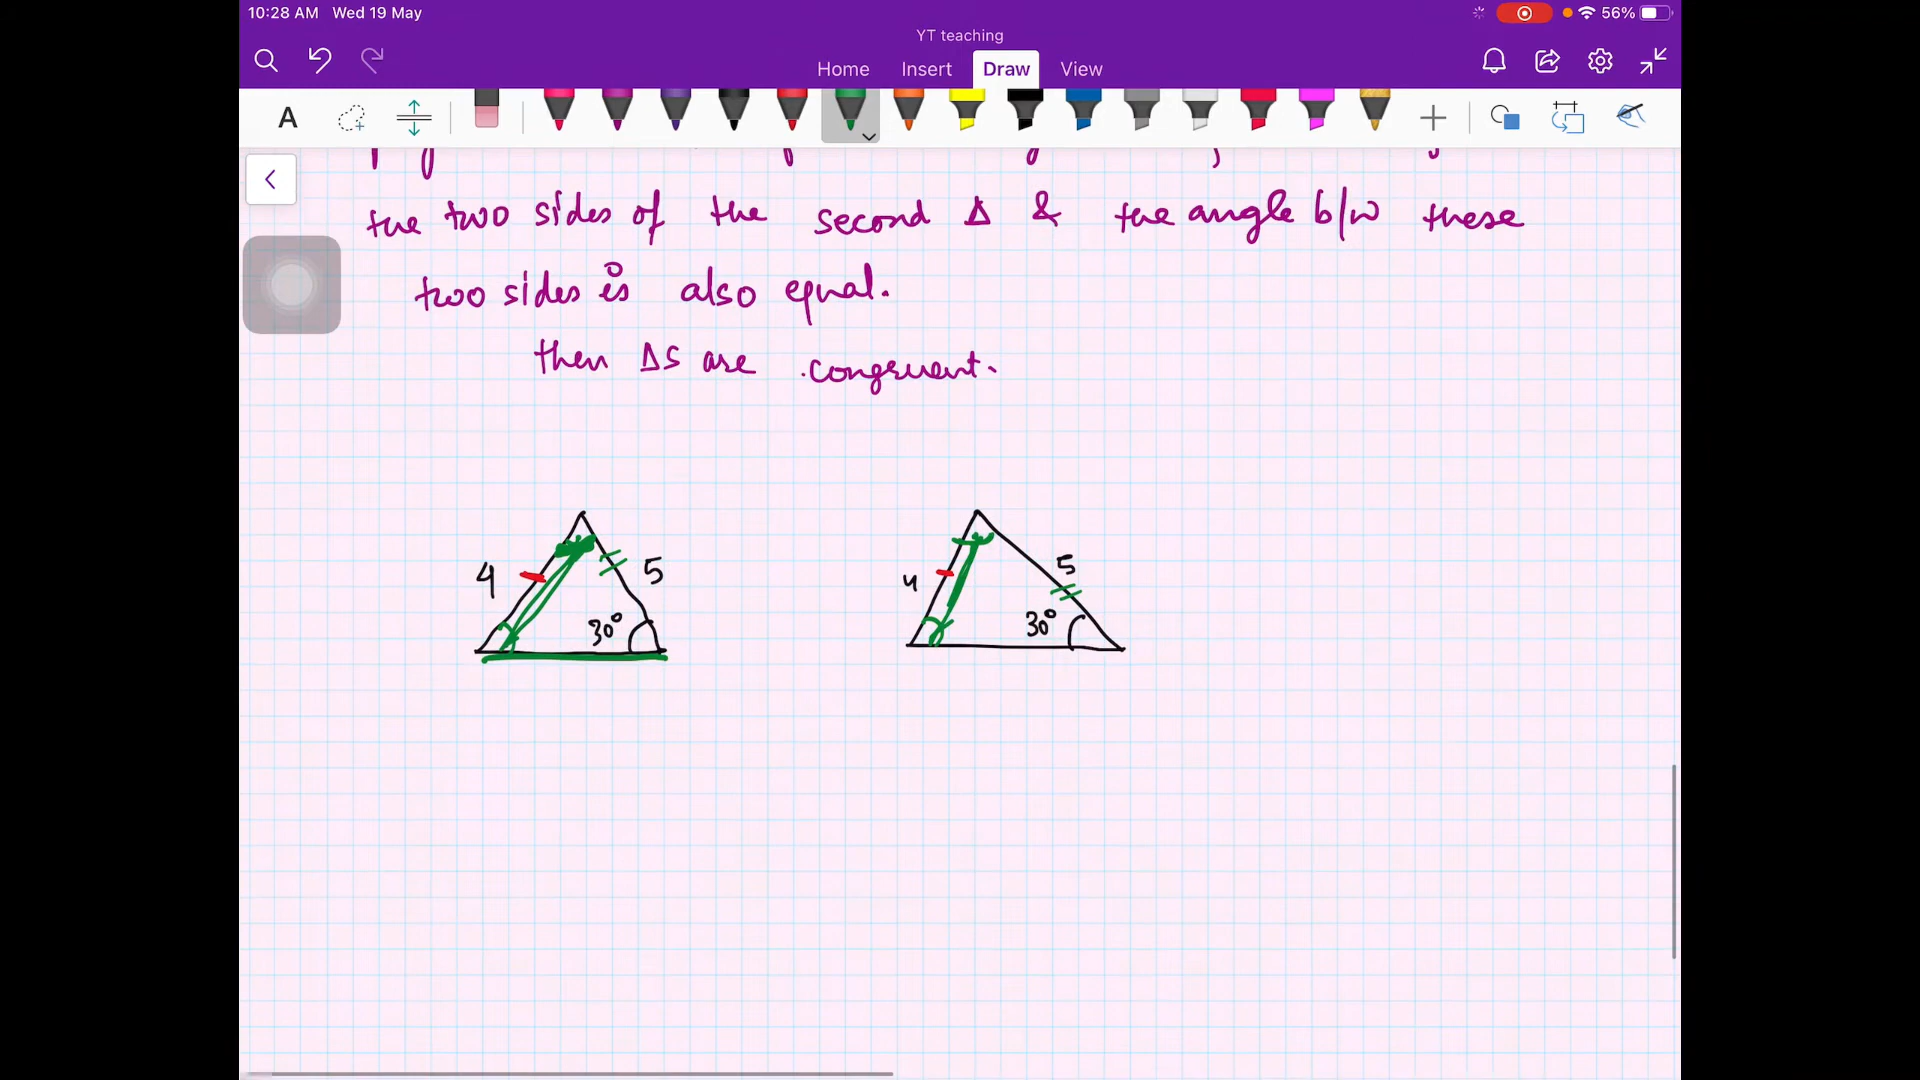 10:28 AM Wed 19 May
56%
YT teaching
Home Insert Draw View
A
the two sides of the second Δ & the angle b/w these
two sides is also equal.
then Δs are congruent.
4 5 30°
4 5 30°